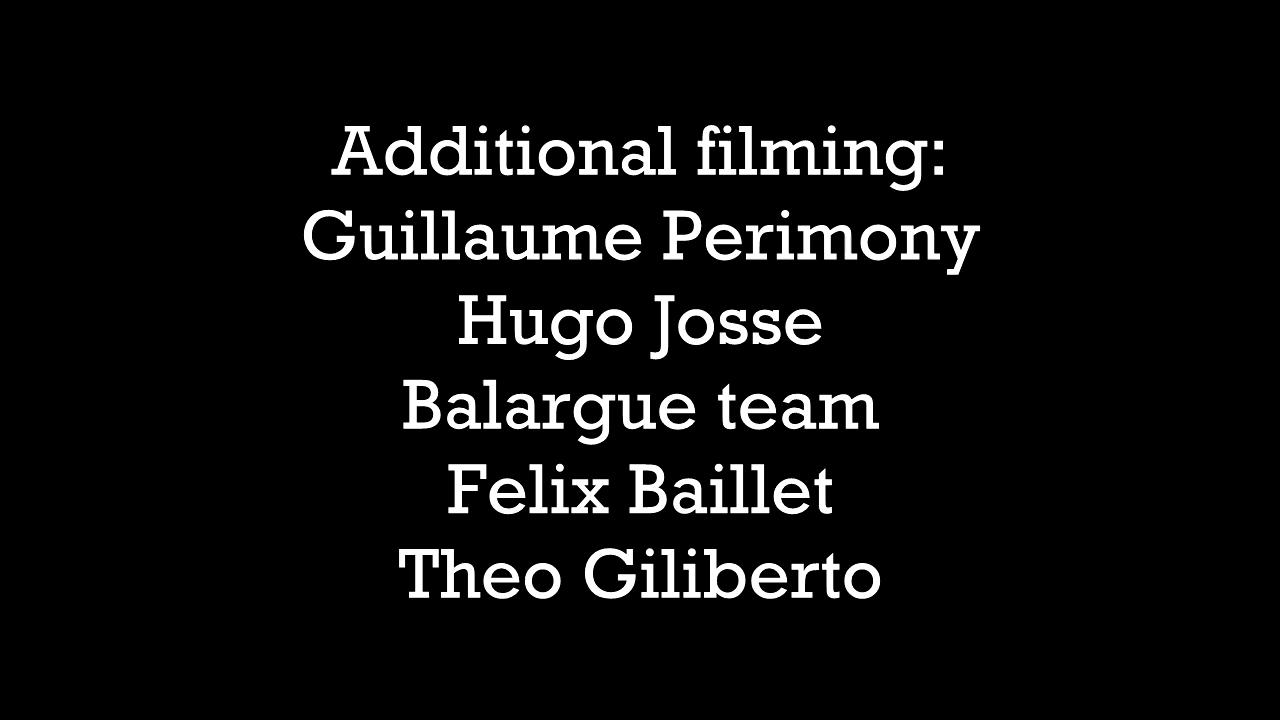 Additional filming:
Guillaume Perimony
Hugo Josse
Balargue team
Felix Baillet
Theo Giliberto